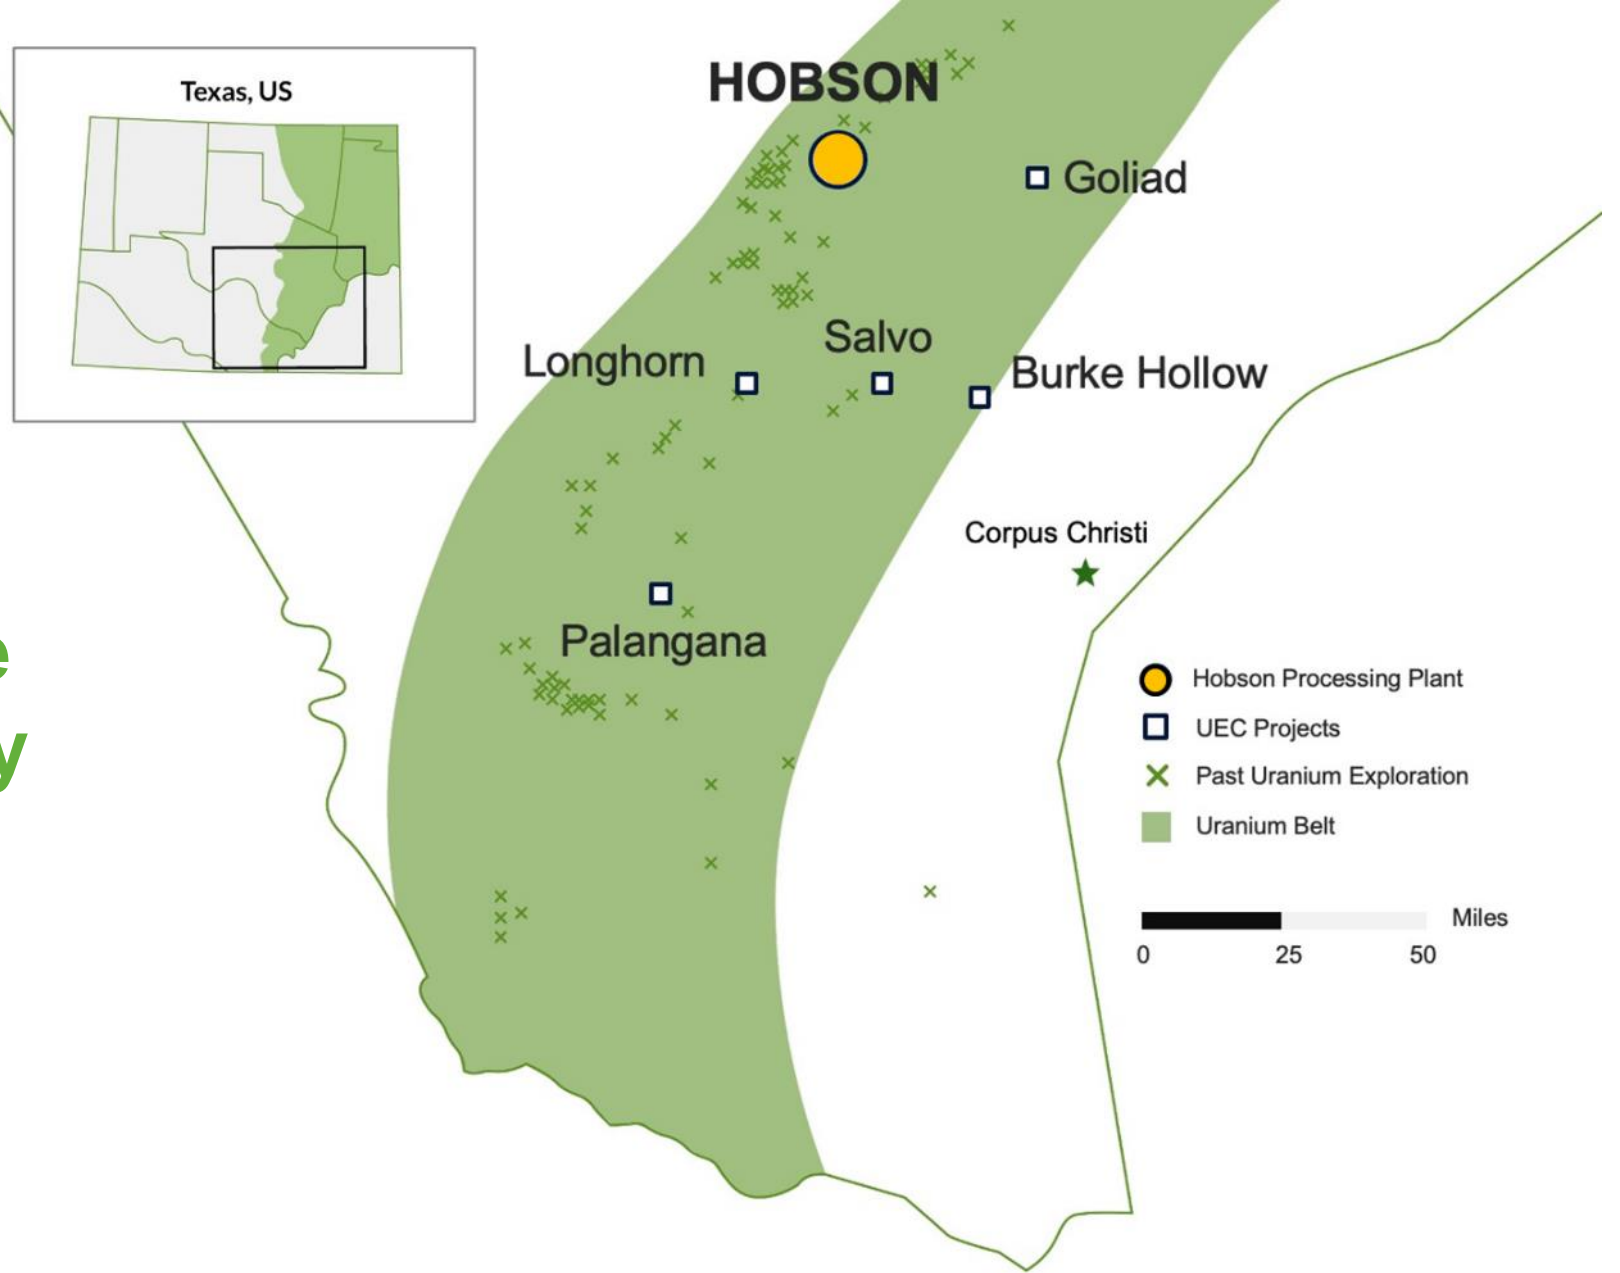 Texas, US
HOBSON
Goliad
Salvo
Longhorn
Burke Hollow
Corpus Christi
Palangana
e
y
Hobson Processing Plant
UEC Projects
Past Uranium Exploration
Uranium Belt
Miles
0 25 50